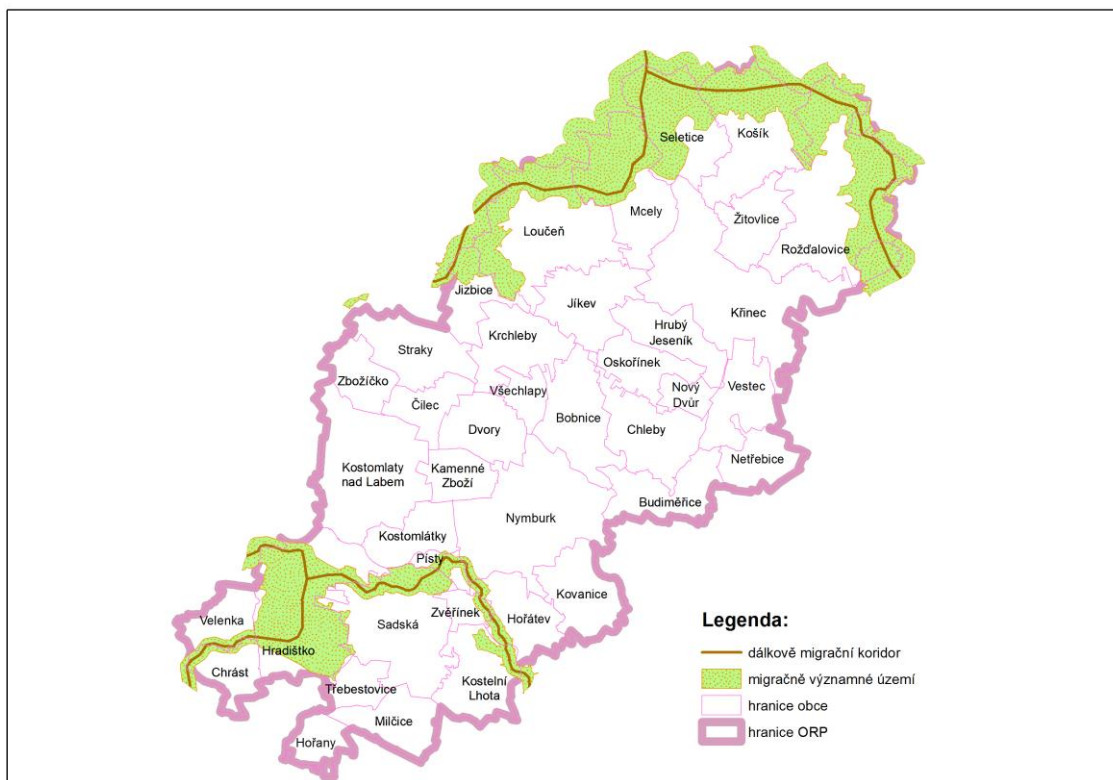 Seletice
Košík
Mcely
Žitovlice
Loučeň
Rožďalovice
Jizbice
Jíkev
Křinec
Hrubý
Jeseník
Krchleby
Straky
Oskořínek
Zbožíčko
Všechlapy
Nový
Dvůr
Vestec
Čilec
Bobnice
Dvory
Chleby
Netřebice
Kostomlaty
nad Labem
Kamenné
Zboží
Budiměřice
Nymburk
Kostomlátky
Písty
Kovanice
Velenka
Sadská
Zvěřínek
Hořátev
Hradištko
Chrást
Třebestovice
Kostelní
Lhota
Milčice
Hořany
Legenda:
dálkově migrační koridor
migračně významné území
hranice obce
hranice ORP